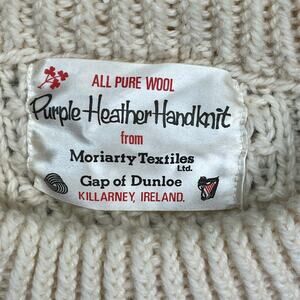 ALL PURE WOOL
Purple Heather Handknit
from
Moriarty Textiles
Ltd.
Gap of Dunloe
KILLARNEY, IRELAND.